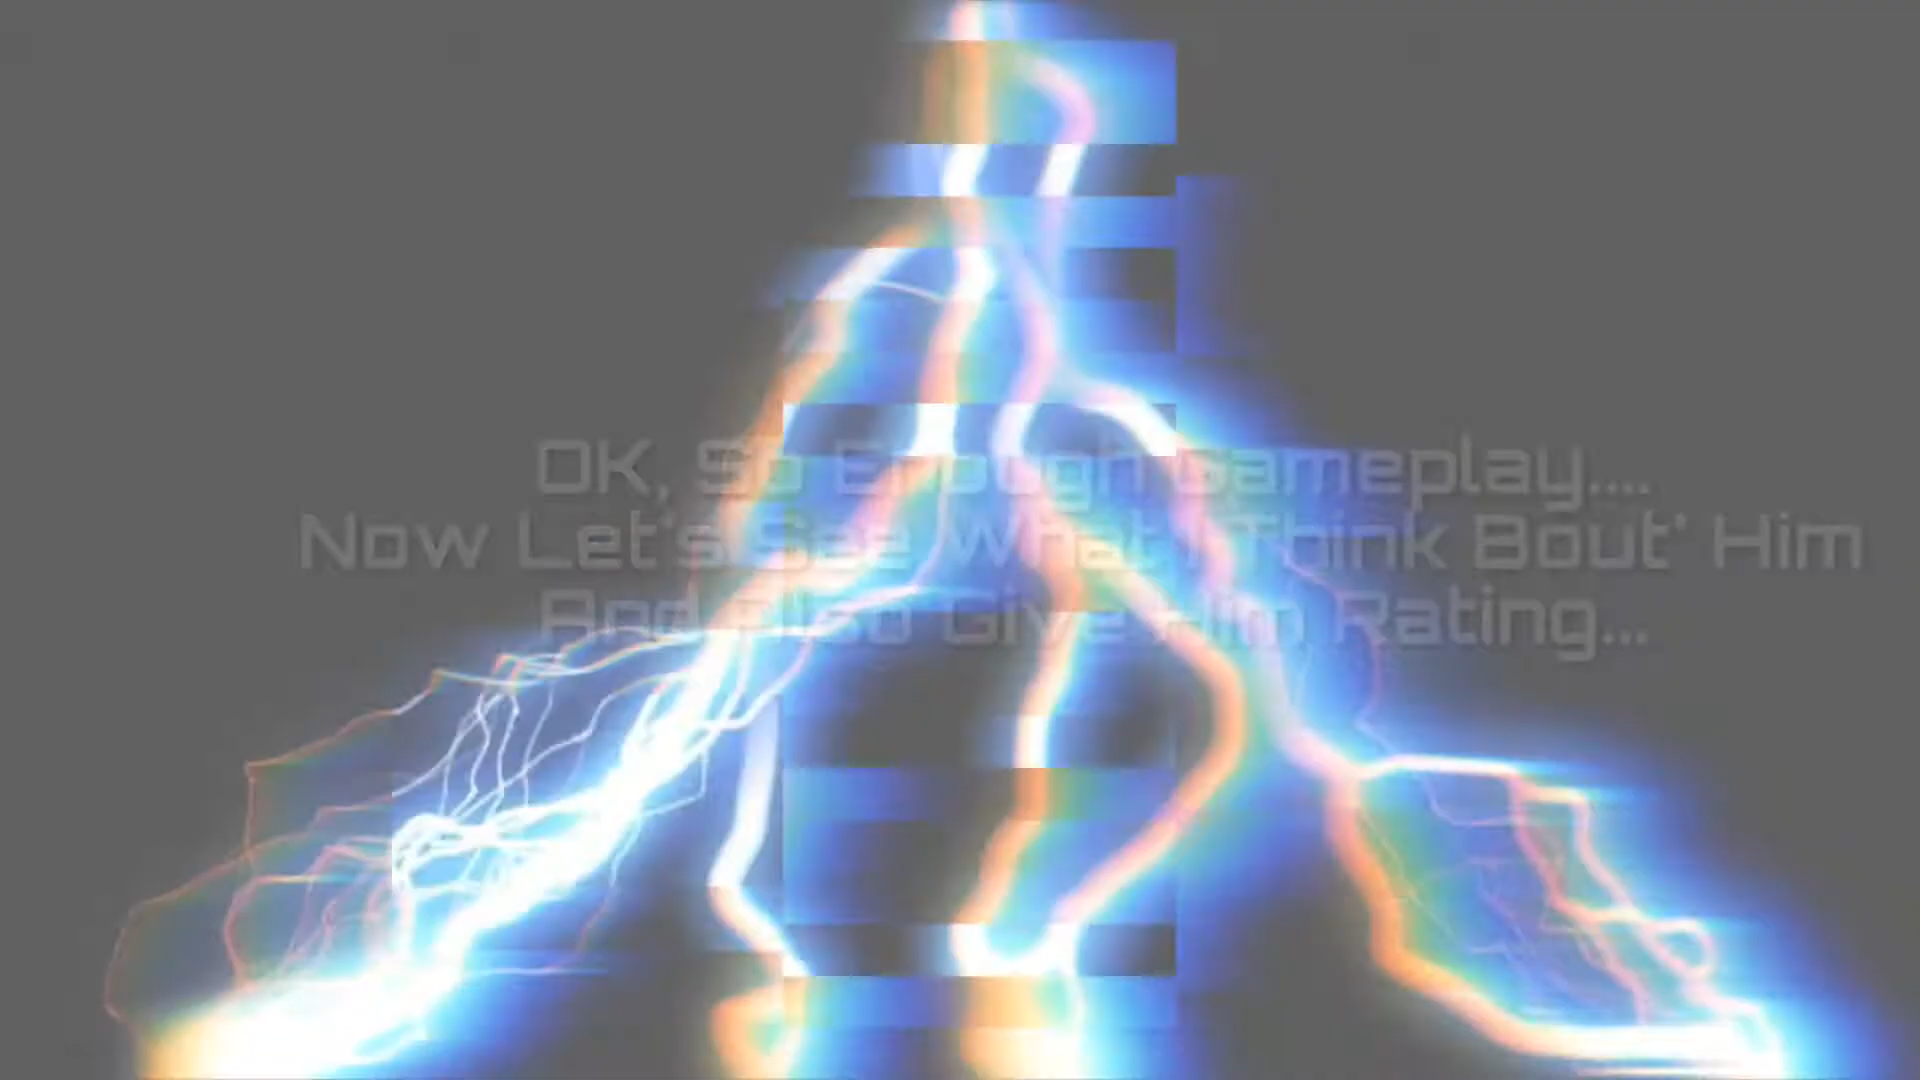 OK, So Enough Gameplay....
Now Let's See What I Think Bout' Him
And Also Give Him Rating...